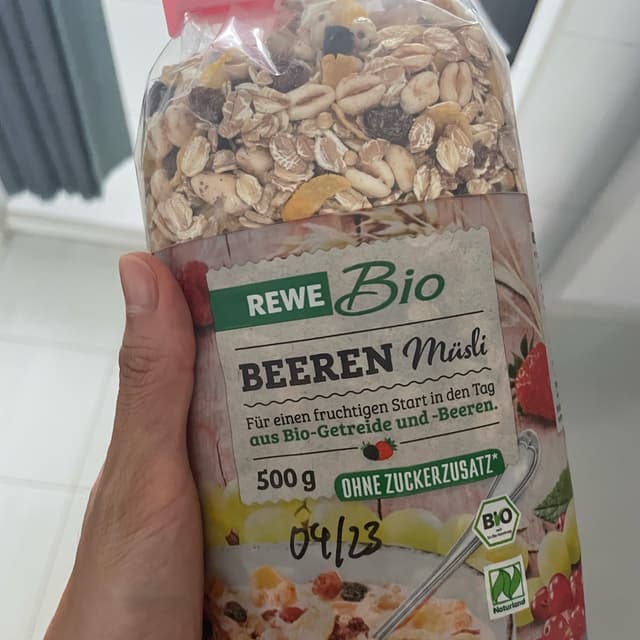 REWE Bio
BEEREN Müsli
Für einen fruchtigen Start in den Tag
aus Bio-Getreide und -Beeren.
500 g
OHNE ZUCKERZUSATZ*
04/23
BIO
Naturland